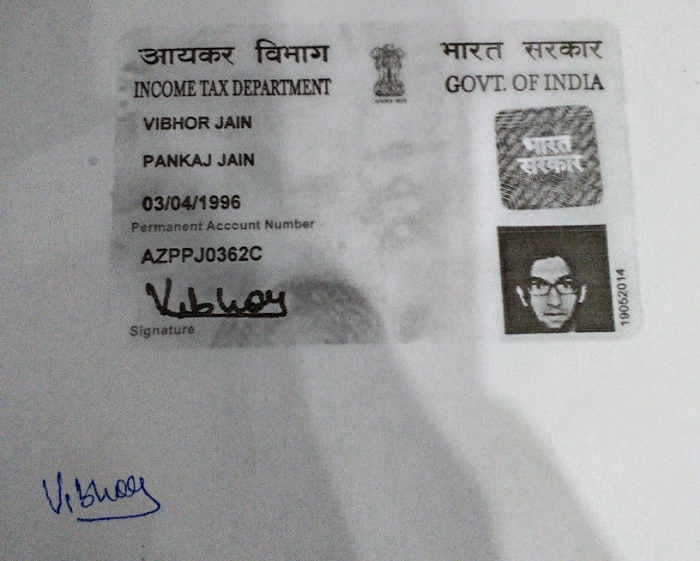 आयकर विभाग
भारत सरकार
INCOME TAX DEPARTMENT
GOVT. OF INDIA
VIBHOR JAIN
PANKAJ JAIN
03/04/1996
Permanent Account Number
AZPPJ0362C
Vibhor
Signature
भारत
सरकार
19052014
Vibhor